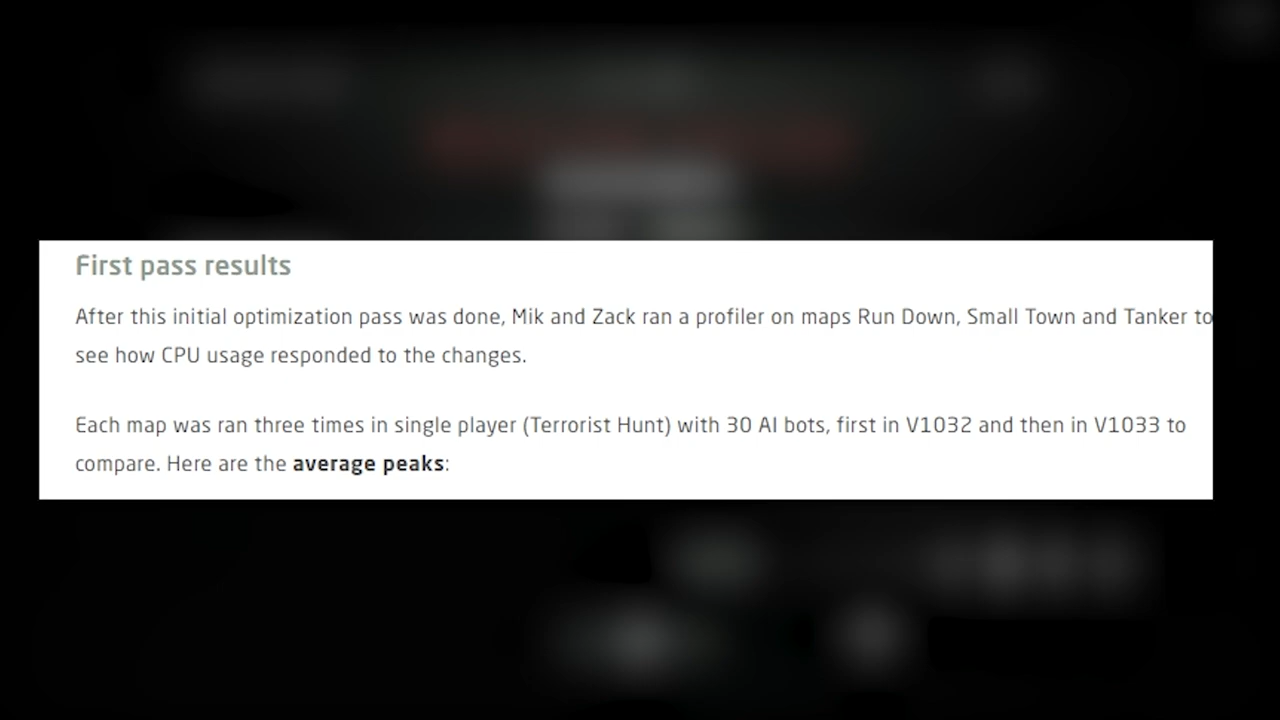 First pass results
After this initial optimization pass was done, Mik and Zack ran a profiler on maps Run Down, Small Town and Tanker to
see how CPU usage responded to the changes.
Each map was ran three times in single player (Terrorist Hunt) with 30 AI bots, first in V1032 and then in V1033 to
compare. Here are the average peaks: